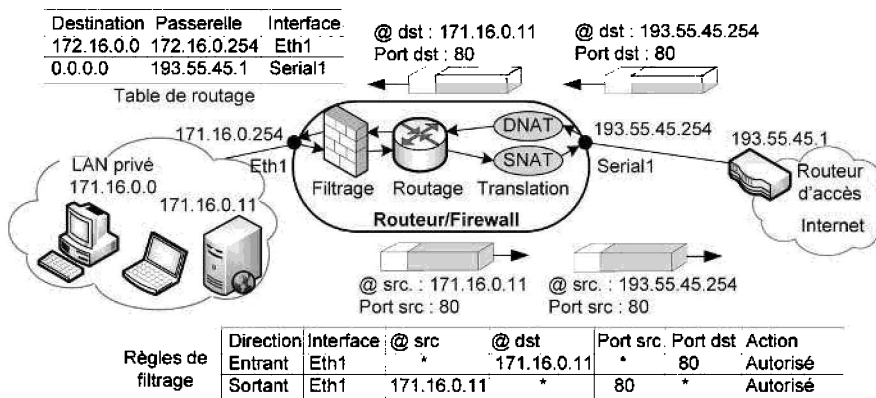 Destination Passerelle Interface
172.16.0.0 172.16.0.254 Eth1
0.0.0.0 193.55.45.1 Serial1
Table de routage
@ dst : 171.16.0.11
Port dst : 80
@ dst : 193.55.45.254
Port dst : 80
171.16.0.254
Eth1
DNAT
SNAT
Filtrage
Routage
Translation
Routeur/Firewall
193.55.45.254
Serial1
193.55.45.1
Routeur
d'accès
Internet
LAN privé
171.16.0.0
171.16.0.11
@ src. : 171.16.0.11
Port src : 80
@ src. : 193.55.45.254
Port src : 80
Règles de
filtrage
Direction Interface @ src @ dst Port src Port dst Action
Entrant Eth1 * 171.16.0.11 * 80 Autorisé
Sortant Eth1 171.16.0.11 * 80 * Autorisé